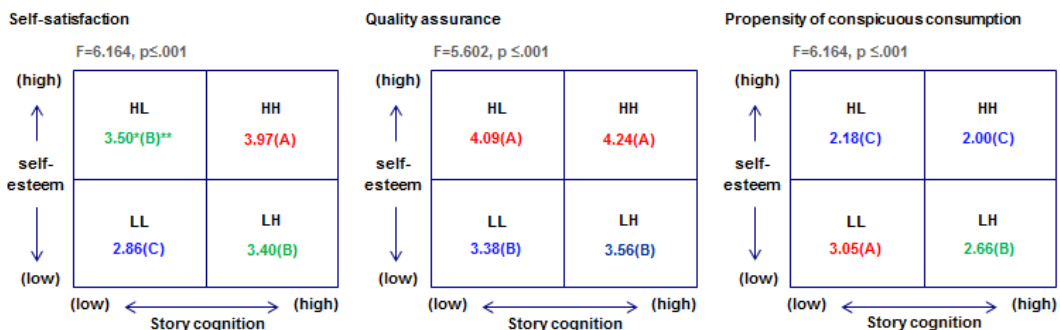 Self-satisfaction
F=6.164, p≤.001
(high)
HL
HH
3.50*(B)**
3.97(A)
self-
esteem
LL
LH
2.86(C)
3.40(B)
(low)
(low)
(high)
Story cognition
Quality assurance
F=5.602, p ≤.001
(high)
HL
HH
4.09(A)
4.24(A)
self-
esteem
LL
LH
3.38(B)
3.56(B)
(low)
(low)
(high)
Story cognition
Propensity of conspicuous consumption
F=6.164, p ≤.001
(high)
HL
HH
2.18(C)
2.00(C)
self-
esteem
LL
LH
3.05(A)
2.66(B)
(low)
(low)
(high)
Story cognition